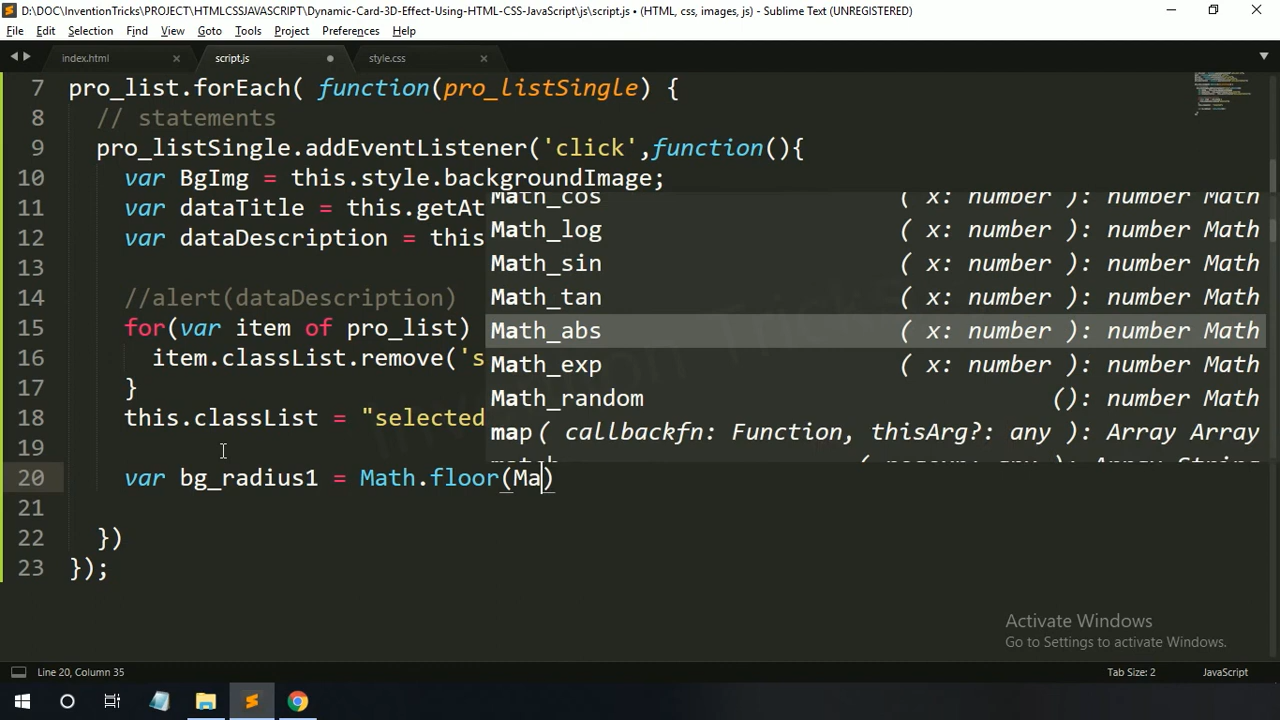 D:\DOC\InventionTricks\PROJECT\HTMLCSSJAVASCRIPT\Dynamic-Card-3D-Effect-Using-HTML-CSS-JavaScript\js\script.js • (HTML, css, images, js) - Sublime Text (UNREGISTERED)
File Edit Selection Find View Goto Tools Project Preferences Help
index.html script.js style.css
7 pro_list.forEach( function(pro_listSingle) {
8 // statements
9 pro_listSingle.addEventListener('click',function(){
10 var BgImg = this.style.backgroundImage;
Math_cos ( x: number ): number Math
11 var dataTitle = this.getAt
Math_log ( x: number ): number Math
12 var dataDescription = this
Math_sin ( x: number ): number Math
13
14 //alert(dataDescription)
Math_tan ( x: number ): number Math
15 for(var item of pro_list)
Math_abs ( x: number ): number Math
16 item.classList.remove('s
Math_exp ( x: number ): number Math
17 }
Math_random (): number Math
18 this.classList = "selected
map( callbackfn: Function, thisArg?: any ): Array Array
19
20 var bg_radius1 = Math.floor(Ma)
21
22 })
23 });
Activate Windows
Go to Settings to activate Windows.
Line 20, Column 35 Tab Size: 2 JavaScript